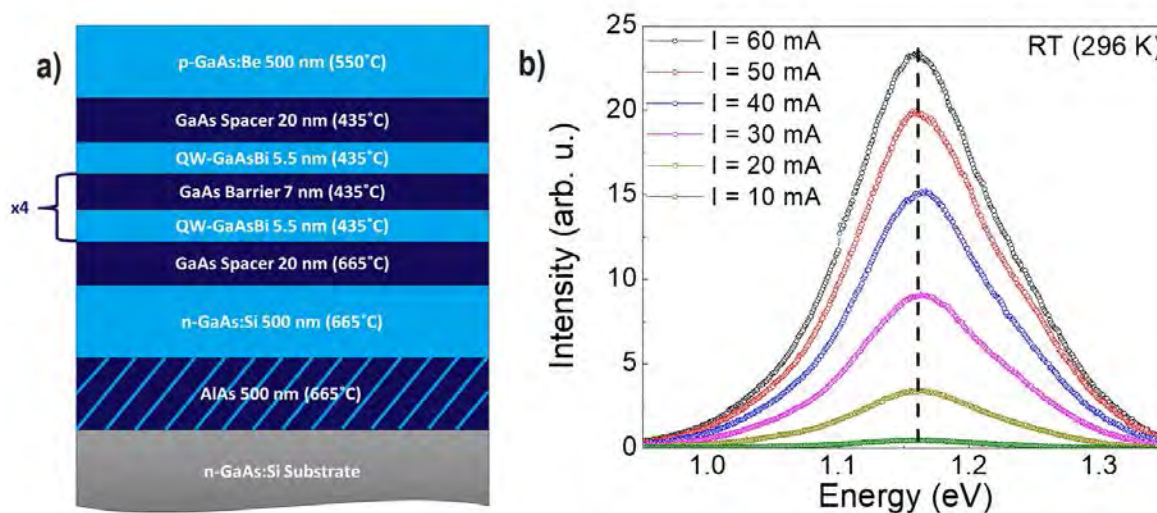 a)
p-GaAs:Be 500 nm (550˚C)
GaAs Spacer 20 nm (435˚C)
QW-GaAsBi 5.5 nm (435˚C)
x4
GaAs Barrier 7 nm (435˚C)
QW-GaAsBi 5.5 nm (435˚C)
GaAs Spacer 20 nm (665˚C)
n-GaAs:Si 500 nm (665˚C)
AlAs 500 nm (665˚C)
n-GaAs:Si Substrate
b)
Intensity (arb. u.)
25
20
15
10
5
0
I = 60 mA
I = 50 mA
I = 40 mA
I = 30 mA
I = 20 mA
I = 10 mA
RT (296 K)
1.0
1.1
1.2
1.3
Energy (eV)